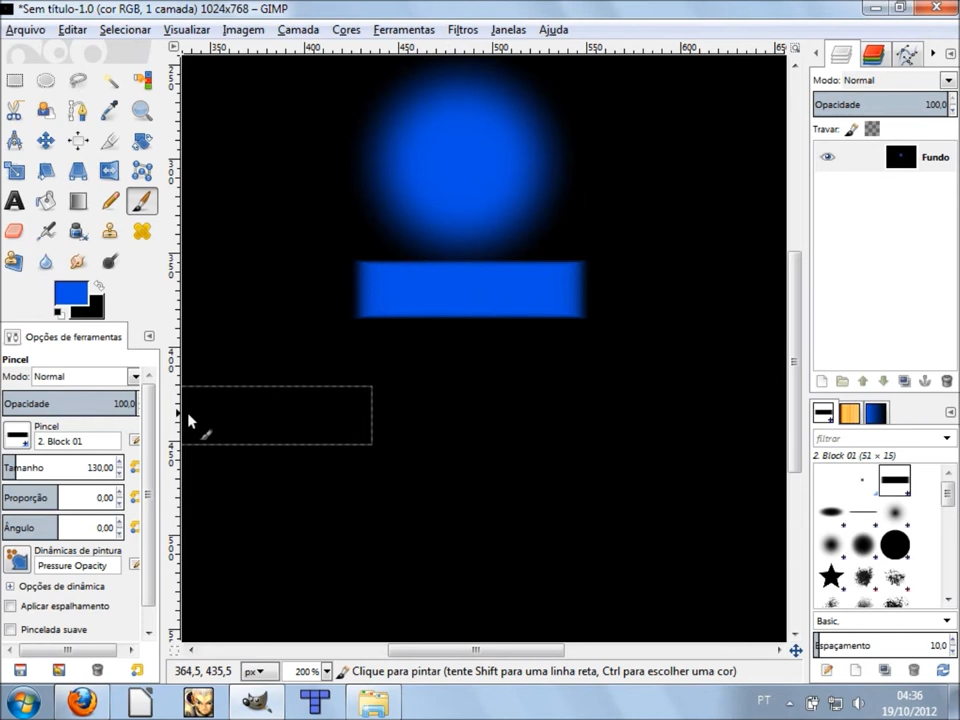 *Sem título-1.0 (cor RGB, 1 camada) 1024x768 – GIMP
Arquivo Editar Selecionar Visualizar Imagem Camada Cores Ferramentas Filtros Janelas Ajuda
350 400 450 500 550 600
Modo: Normal
Opacidade 100,0
Travar:
Fundo
Opções de ferramentas
Pincel
Modo: Normal
Opacidade 100,0
Pincel
2. Block 01
Tamanho 130,00
Proporção 0,00
Ângulo 0,00
Dinâmicas de pintura
Pressure Opacity
Opções de dinâmica
Aplicar espalhamento
Pincelada suave
filtrar
2. Block 01 (51 × 15)
Basic,
Espaçamento 10,0
364,5, 435,5 px 200 % Clique para pintar (tente Shift para uma linha reta, Ctrl para escolher uma cor)
PT
04:36
19/10/2012